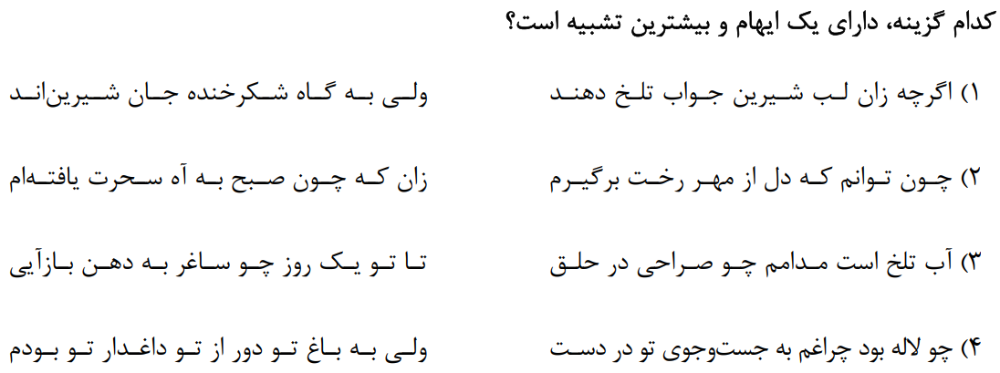 کدام گزینه، دارای یک ایهام و بیشترین تشبیه است؟
۱) اگرچه زان لب شیرین جواب تلخ دهند ولی به گاه شکرخنده جان شیرین‌اند
۲) چون توانم که دل از مهر رخت برگیرم زان که چون صبح به آه سحرت یافته‌ام
۳) آب تلخ است مدامم چو صراحی در حلق تا تو یک روز چو ساغر به دهن بازآیی
۴) چو لاله بود چراغم به جست‌وجوی تو در دست ولی به باغ تو دور از تو داغدار تو بودم